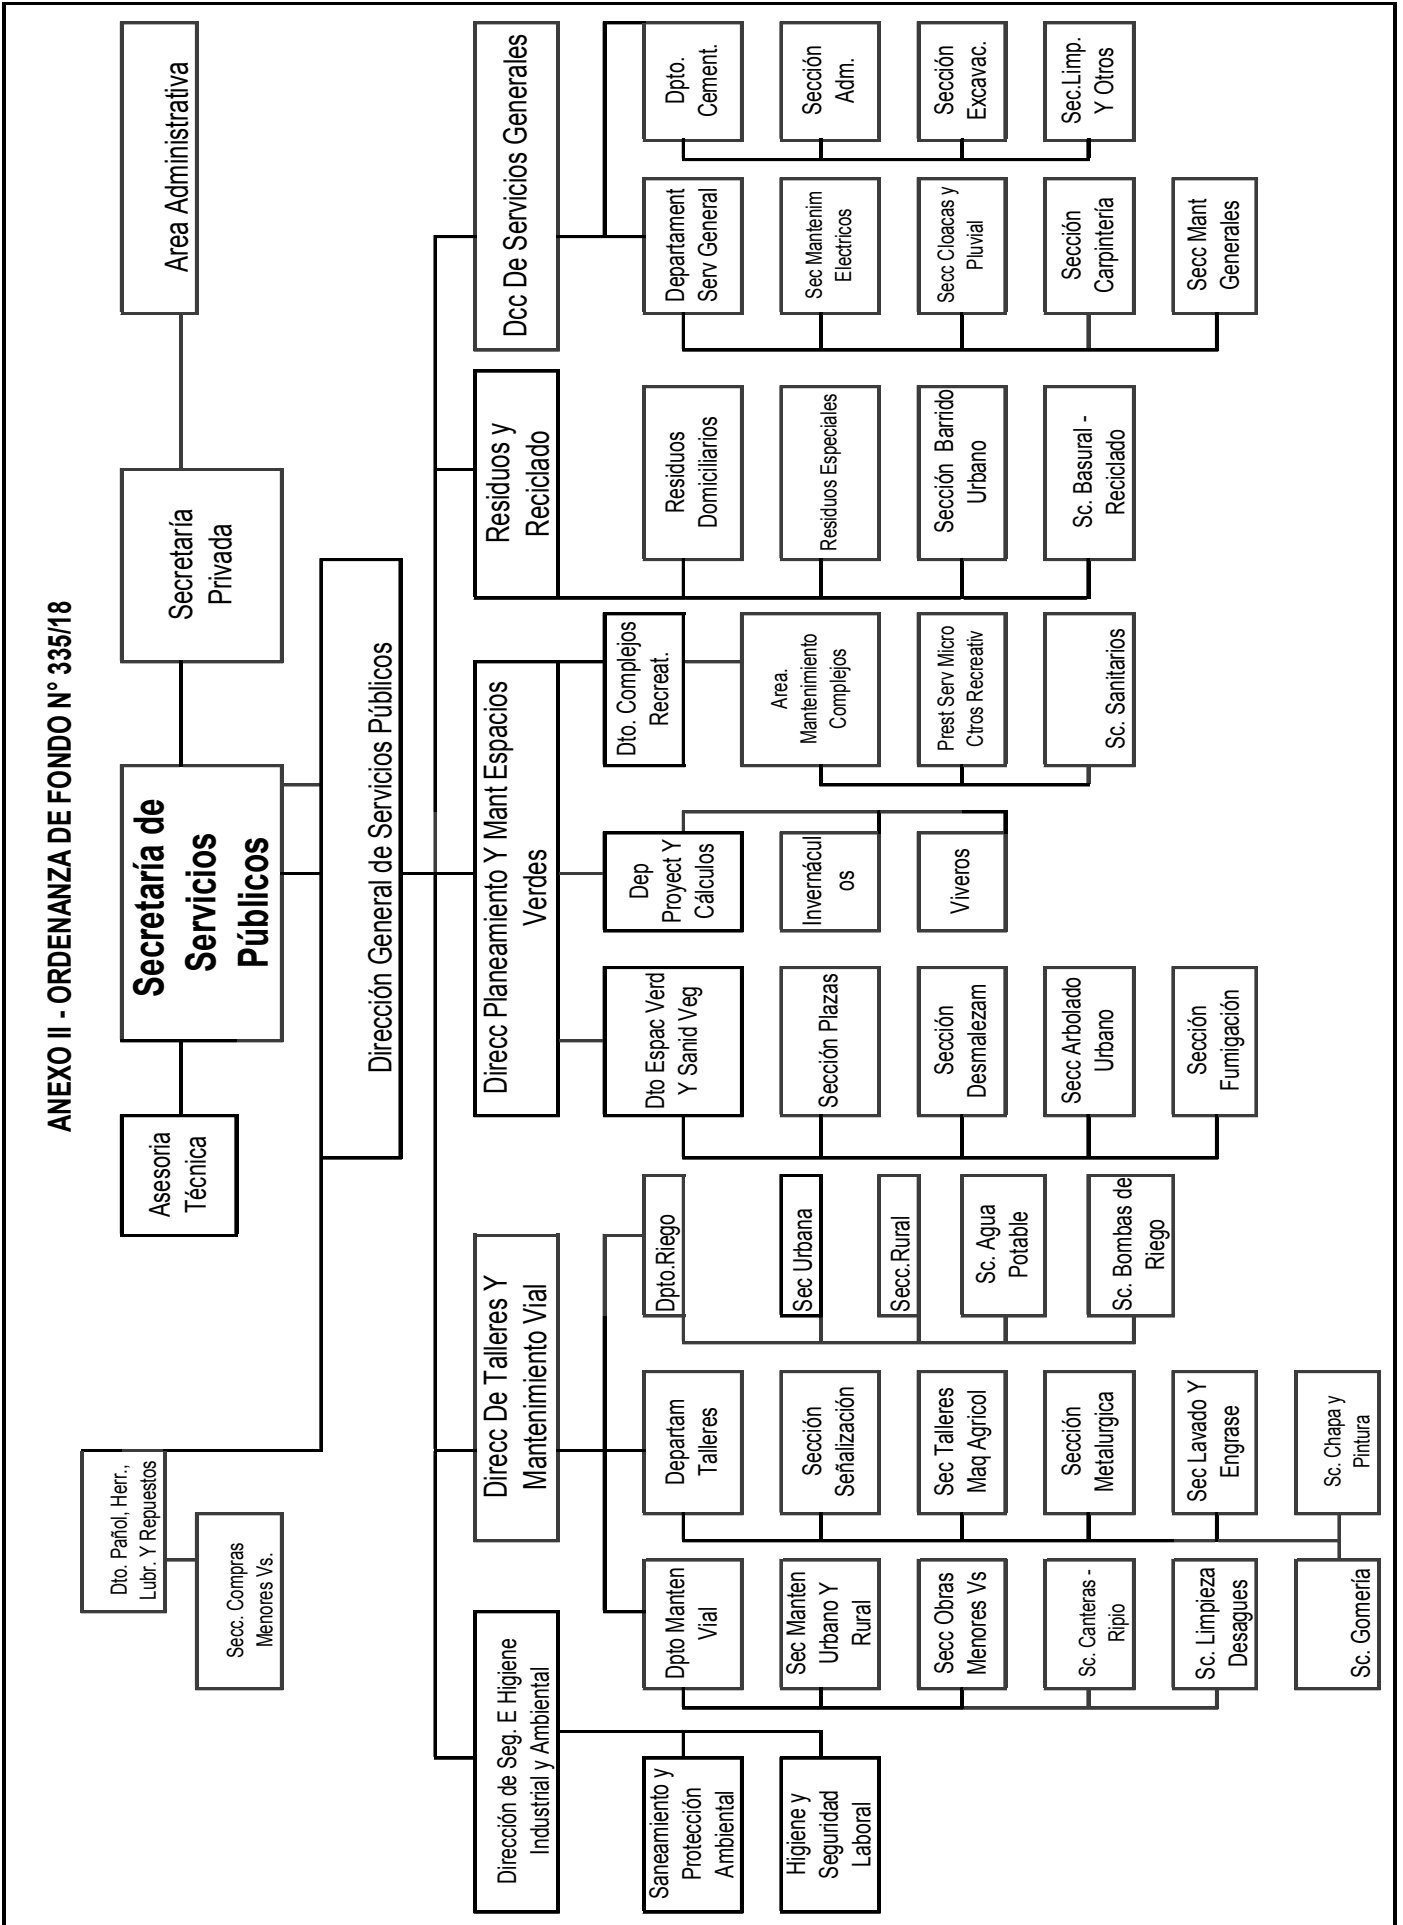 ANEXO II - ORDENANZA DE FONDO N° 335/18
Dto. Pañol, Herr.,
Lubr. Y Repuestos
Secc. Compras
Menores Vs.
Asesoria
Técnica
Secretaría de
Servicios
Públicos
Secretaría
Privada
Area Administrativa
Dirección General de Servicios Públicos
Dirección de Seg. E Higiene
Industrial y Ambiental
Direcc De Talleres Y
Mantenimiento Vial
Direcc Planeamiento Y Mant Espacios
Verdes
Residuos y
Reciclado
Dcc De Servicios Generales
Saneamiento y
Protección
Ambiental
Higiene y
Seguridad
Laboral
Dpto Manten
Vial
Sec Manten
Urbano Y
Rural
Secc Obras
Menores Vs
Sc. Canteras -
Ripio
Sc. Limpieza
Desagues
Departam
Talleres
Sección
Señalización
Sec Talleres
Maq Agricol
Sección
Metalurgica
Sec Lavado Y
Engrase
Sc. Gomería
Sc. Chapa y
Pintura
Dpto.Riego
Sec Urbana
Secc.Rural
Sc. Agua
Potable
Sc. Bombas de
Riego
Dto Espac Verd
Y Sanid Veg
Sección Plazas
Sección
Desmalezam
Secc Arbolado
Urbano
Sección
Fumigación
Dep
Proyect Y
Cálculos
Invernácul
os
Viveros
Dto. Complejos
Recreat.
Area.
Mantenimiento
Complejos
Prest Serv Micro
Ctros Recreativ
Sc. Sanitarios
Residuos
Domiciliarios
Residuos Especiales
Sección Barrido
Urbano
Sc. Basural -
Reciclado
Departament
Serv General
Sec Mantenim
Electricos
Secc Cloacas y
Pluvial
Sección
Carpintería
Secc Mant
Generales
Dpto.
Cement.
Sección
Adm.
Sección
Excavac.
Sec.Limp.
Y Otros